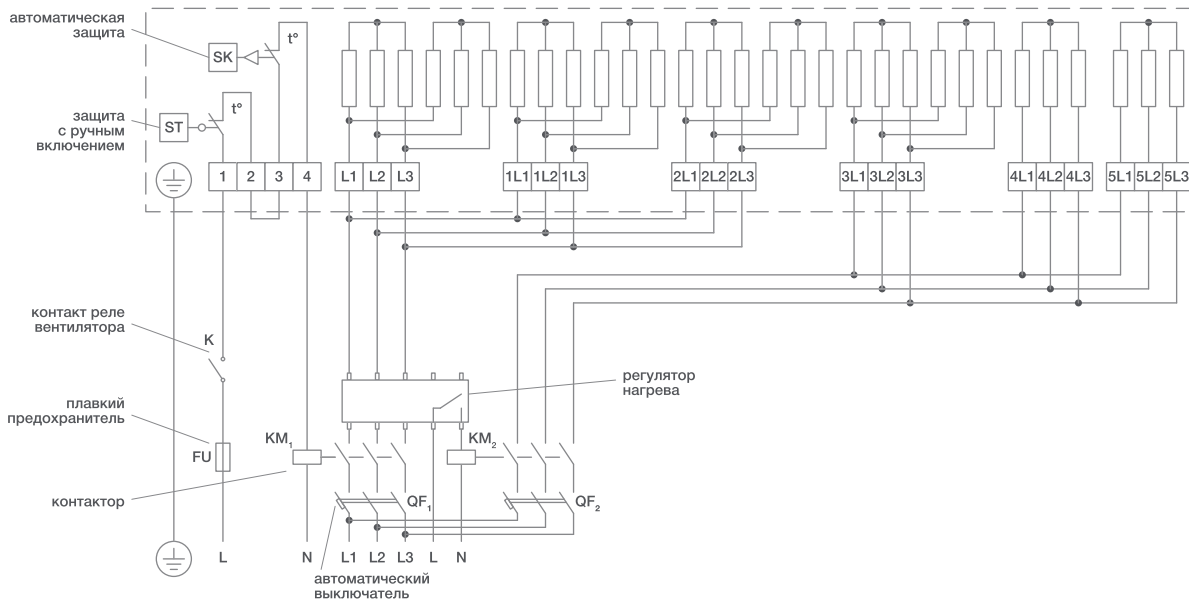 автоматическая
защита
SK
t°
защита
с ручным
включением
ST
t°
1 2 3 4 L1 L2 L3 1L1 1L2 1L3 2L1 2L2 2L3 3L1 3L2 3L3 4L1 4L2 4L3 5L1 5L2 5L3
контакт реле
вентилятора
K
регулятор
нагрева
плавкий
предохранитель
FU
KM1
KM2
контактор
QF1
QF2
L N L1 L2 L3 L N
автоматический
выключатель